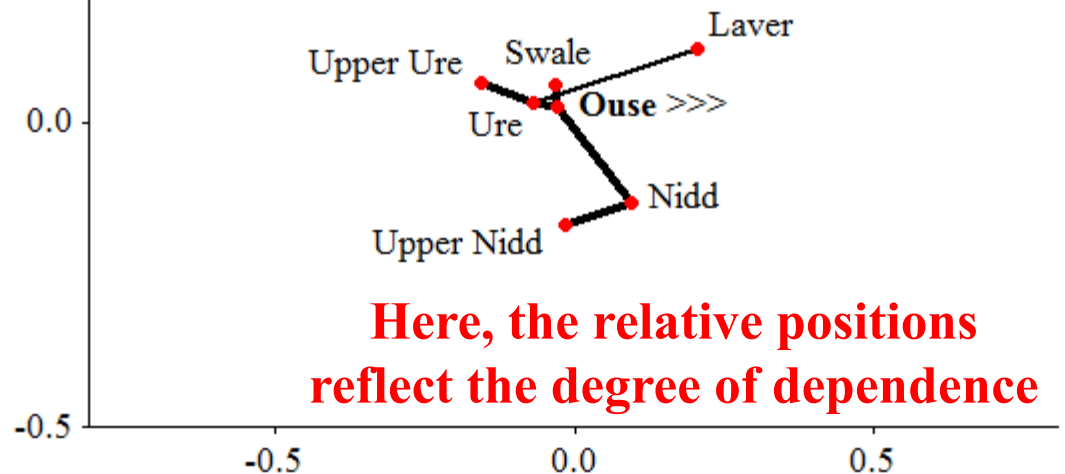 Laver
Swale
Upper Ure
Ouse >>>
0.0
Ure
Nidd
Upper Nidd
Here, the relative positions
reflect the degree of dependence
-0.5
-0.5 0.0 0.5